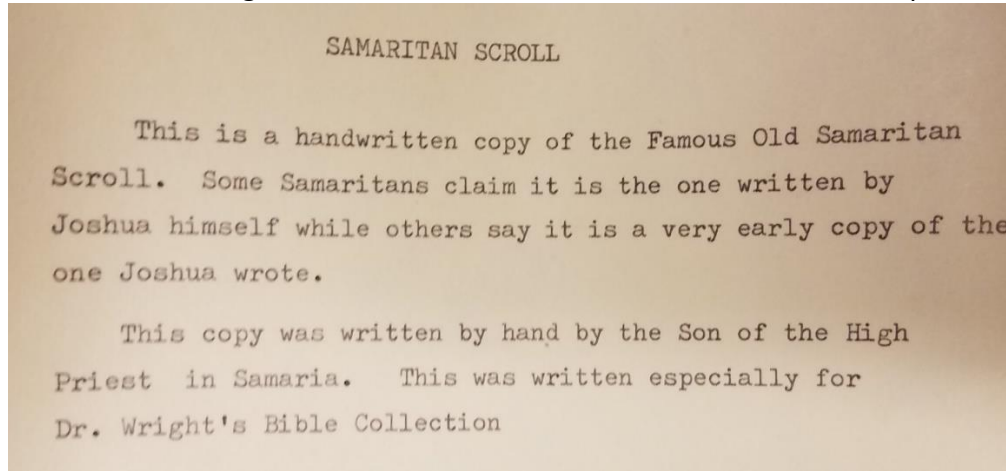 SAMARITAN SCROLL
This is a handwritten copy of the Famous Old Samaritan
Scroll. Some Samaritans claim it is the one written by
Joshua himself while others say it is a very early copy of the
one Joshua wrote.
This copy was written by hand by the Son of the High
Priest in Samaria. This was written especially for
Dr. Wright's Bible Collection